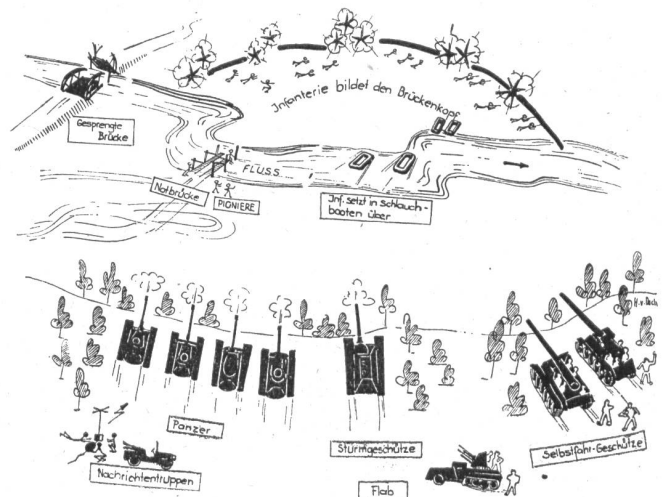 Infanterie bildet den Brückenkopf
Gesprengte
Brücke
FLUSS
Notbrücke
PIONIERE
Inf. setzt in Schlauch-
booten über
H.v. Dach
Panzer
Sturmgeschütze
Selbstfahr-Geschütze
Nachrichtentruppen
Flab